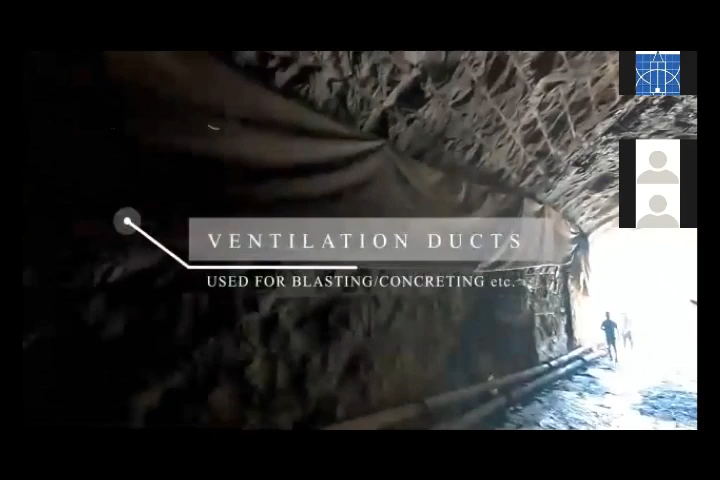 VENTILATION DUCTS
USED FOR BLASTING/CONCRETING etc.